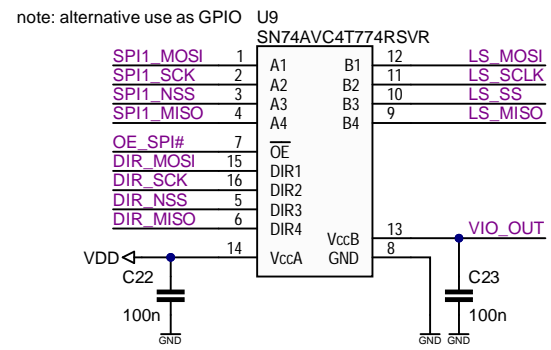 note: alternative use as GPIO U9
SN74AVC4T774RSVR
SPI1_MOSI 1 A1 B1 12 LS_MOSI
SPI1_SCK 2 A2 B2 11 LS_SCLK
SPI1_NSS 3 A3 B3 10 LS_SS
SPI1_MISO 4 A4 B4 9 LS_MISO
OE_SPI# 7 OE
DIR_MOSI 15 DIR1
DIR_SCK 16 DIR2
DIR_NSS 5 DIR3
DIR_MISO 6 DIR4
VccB 13 VIO_OUT
VDD 14 VccA GND 8
C22 C23
100n 100n
GND GND GND